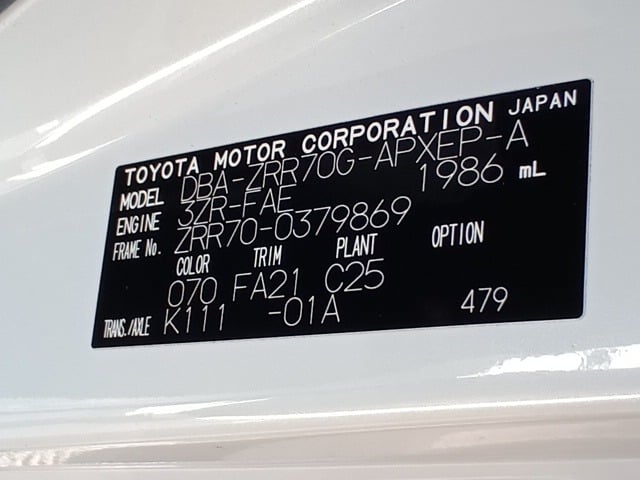 TOYOTA MOTOR CORPORATION JAPAN
MODEL DBA-ZRR70G-APXEP-A
ENGINE 3ZR-FAE 1986 mL
FRAME No. ZRR70-0379869
COLOR TRIM PLANT OPTION
070 FA21 C25
TRANS./AXLE K111 -01A 479